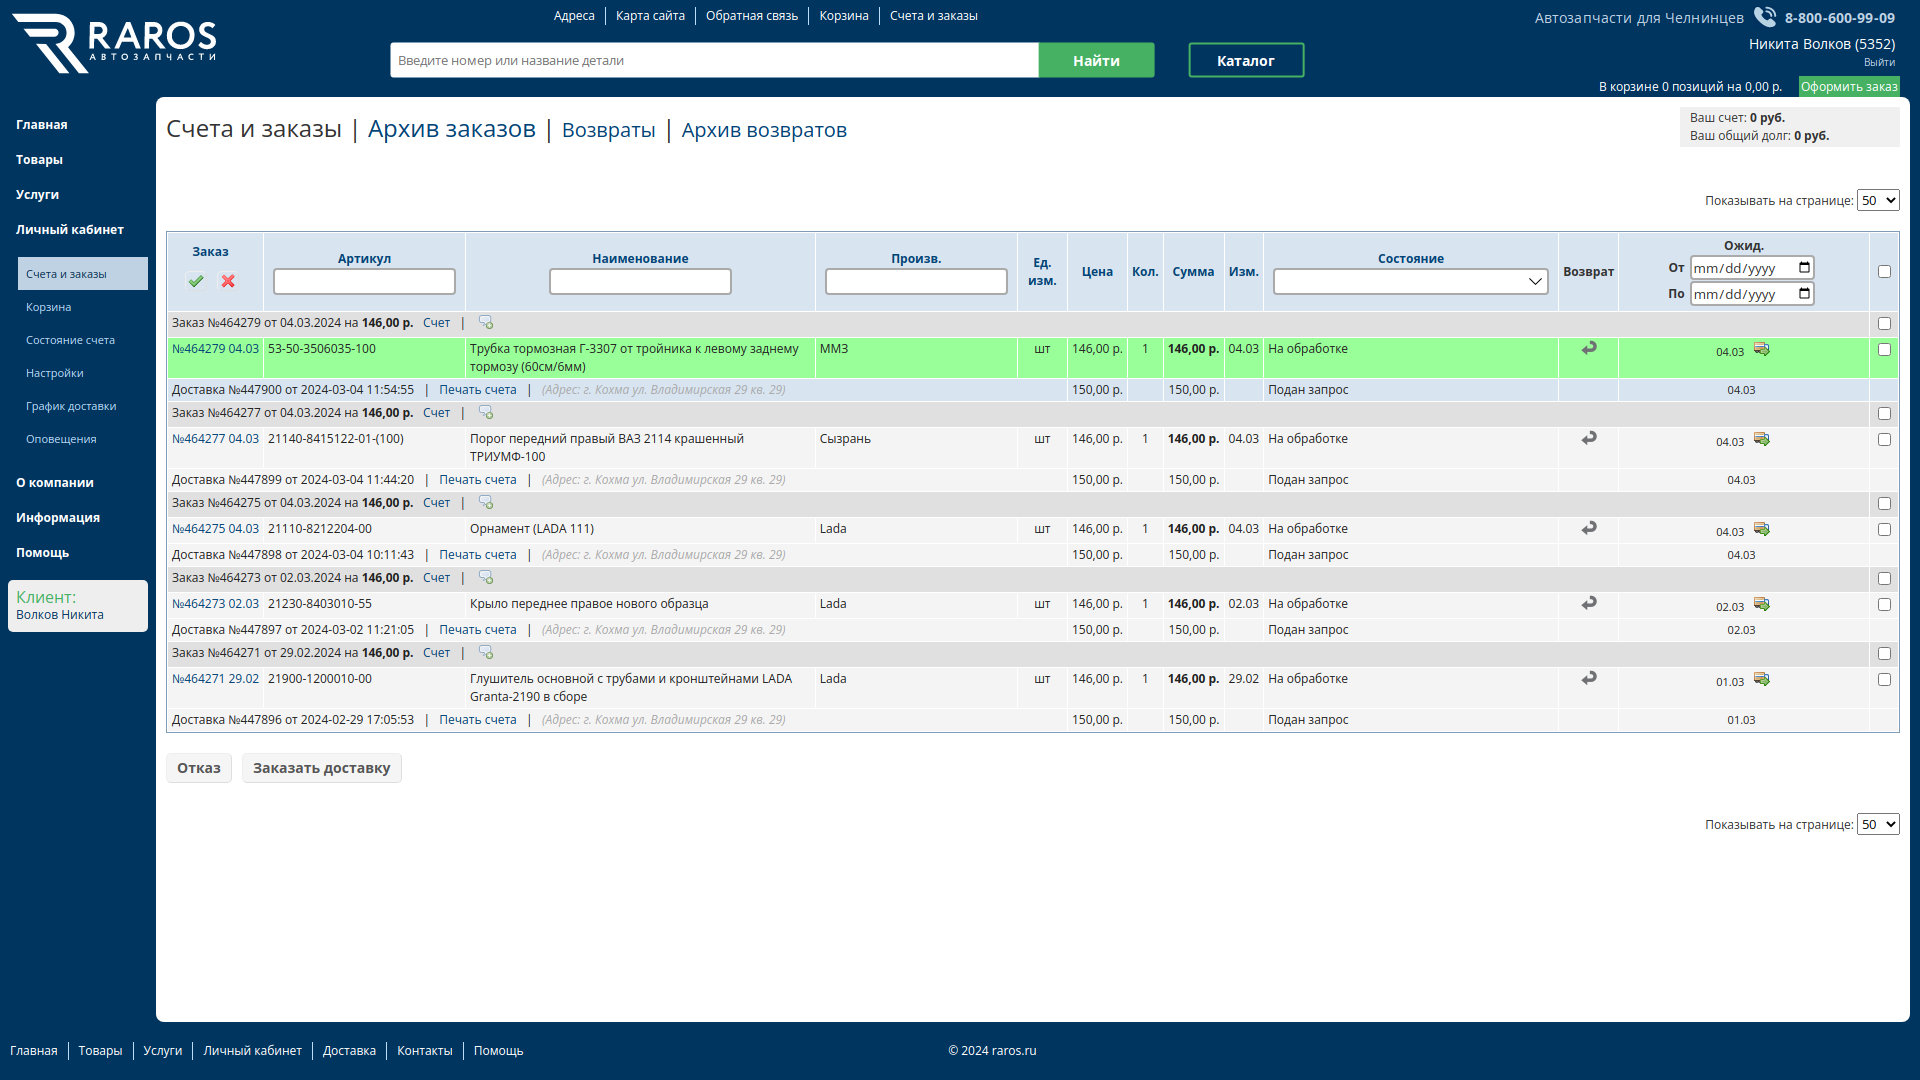 RAROS
АВТОЗАПЧАСТИ
Адреса
Карта сайта
Обратная связь
Корзина
Счета и заказы
Автозапчасти для Челнинцев
8-800-600-99-09
Введите номер или название детали
Найти
Каталог
Никита Волков (5352)
Выйти
В корзине 0 позиций на 0,00 р.
Оформить заказ
Главная
Товары
Услуги
Личный кабинет
Счета и заказы
Корзина
Состояние счета
Настройки
График доставки
Оповещения
О компании
Информация
Помощь
Клиент:
Волков Никита
Счета и заказы | Архив заказов | Возвраты | Архив возвратов
Ваш счет: 0 руб.
Ваш общий долг: 0 руб.
Показывать на странице: 50
Заказ
Артикул
Наименование
Произв.
Ед. изм.
Цена
Кол.
Сумма
Изм.
Состояние
Возврат
Ожид.
От mm/dd/yyyy
По mm/dd/yyyy
Заказ №464279 от 04.03.2024 на 146,00 р. Счет |
№464279 04.03 53-50-3506035-100 Трубка тормозная Г-3307 от тройника к левому заднему ММЗ шт 146,00 р. 1 146,00 р. 04.03 На обработке 04.03
тормозу (60см/6мм)
Доставка №447900 от 2024-03-04 11:54:55 | Печать счета | (Адрес: г. Кохма ул. Владимирская 29 кв. 29) 150,00 р. 150,00 р. Подан запрос 04.03
Заказ №464277 от 04.03.2024 на 146,00 р. Счет |
№464277 04.03 21140-8415122-01-(100) Порог передний правый ВАЗ 2114 крашенный Сызрань шт 146,00 р. 1 146,00 р. 04.03 На обработке 04.03
ТРИУМФ-100
Доставка №447899 от 2024-03-04 11:44:20 | Печать счета | (Адрес: г. Кохма ул. Владимирская 29 кв. 29) 150,00 р. 150,00 р. Подан запрос 04.03
Заказ №464275 от 04.03.2024 на 146,00 р. Счет |
№464275 04.03 21110-8212204-00 Орнамент (LADA 111) Lada шт 146,00 р. 1 146,00 р. 04.03 На обработке 04.03
Доставка №447898 от 2024-03-04 10:11:43 | Печать счета | (Адрес: г. Кохма ул. Владимирская 29 кв. 29) 150,00 р. 150,00 р. Подан запрос 04.03
Заказ №464273 от 02.03.2024 на 146,00 р. Счет |
№464273 02.03 21230-8403010-55 Крыло переднее правое нового образца Lada шт 146,00 р. 1 146,00 р. 02.03 На обработке 02.03
Доставка №447897 от 2024-03-02 11:21:05 | Печать счета | (Адрес: г. Кохма ул. Владимирская 29 кв. 29) 150,00 р. 150,00 р. Подан запрос 02.03
Заказ №464271 от 29.02.2024 на 146,00 р. Счет |
№464271 29.02 21900-1200010-00 Глушитель основной с трубами и кронштейнами LADA Lada шт 146,00 р. 1 146,00 р. 29.02 На обработке 01.03
Granta-2190 в сборе
Доставка №447896 от 2024-02-29 17:05:53 | Печать счета | (Адрес: г. Кохма ул. Владимирская 29 кв. 29) 150,00 р. 150,00 р. Подан запрос 01.03
Отказ
Заказать доставку
Показывать на странице: 50
Главная
Товары
Услуги
Личный кабинет
Доставка
Контакты
Помощь
© 2024 raros.ru